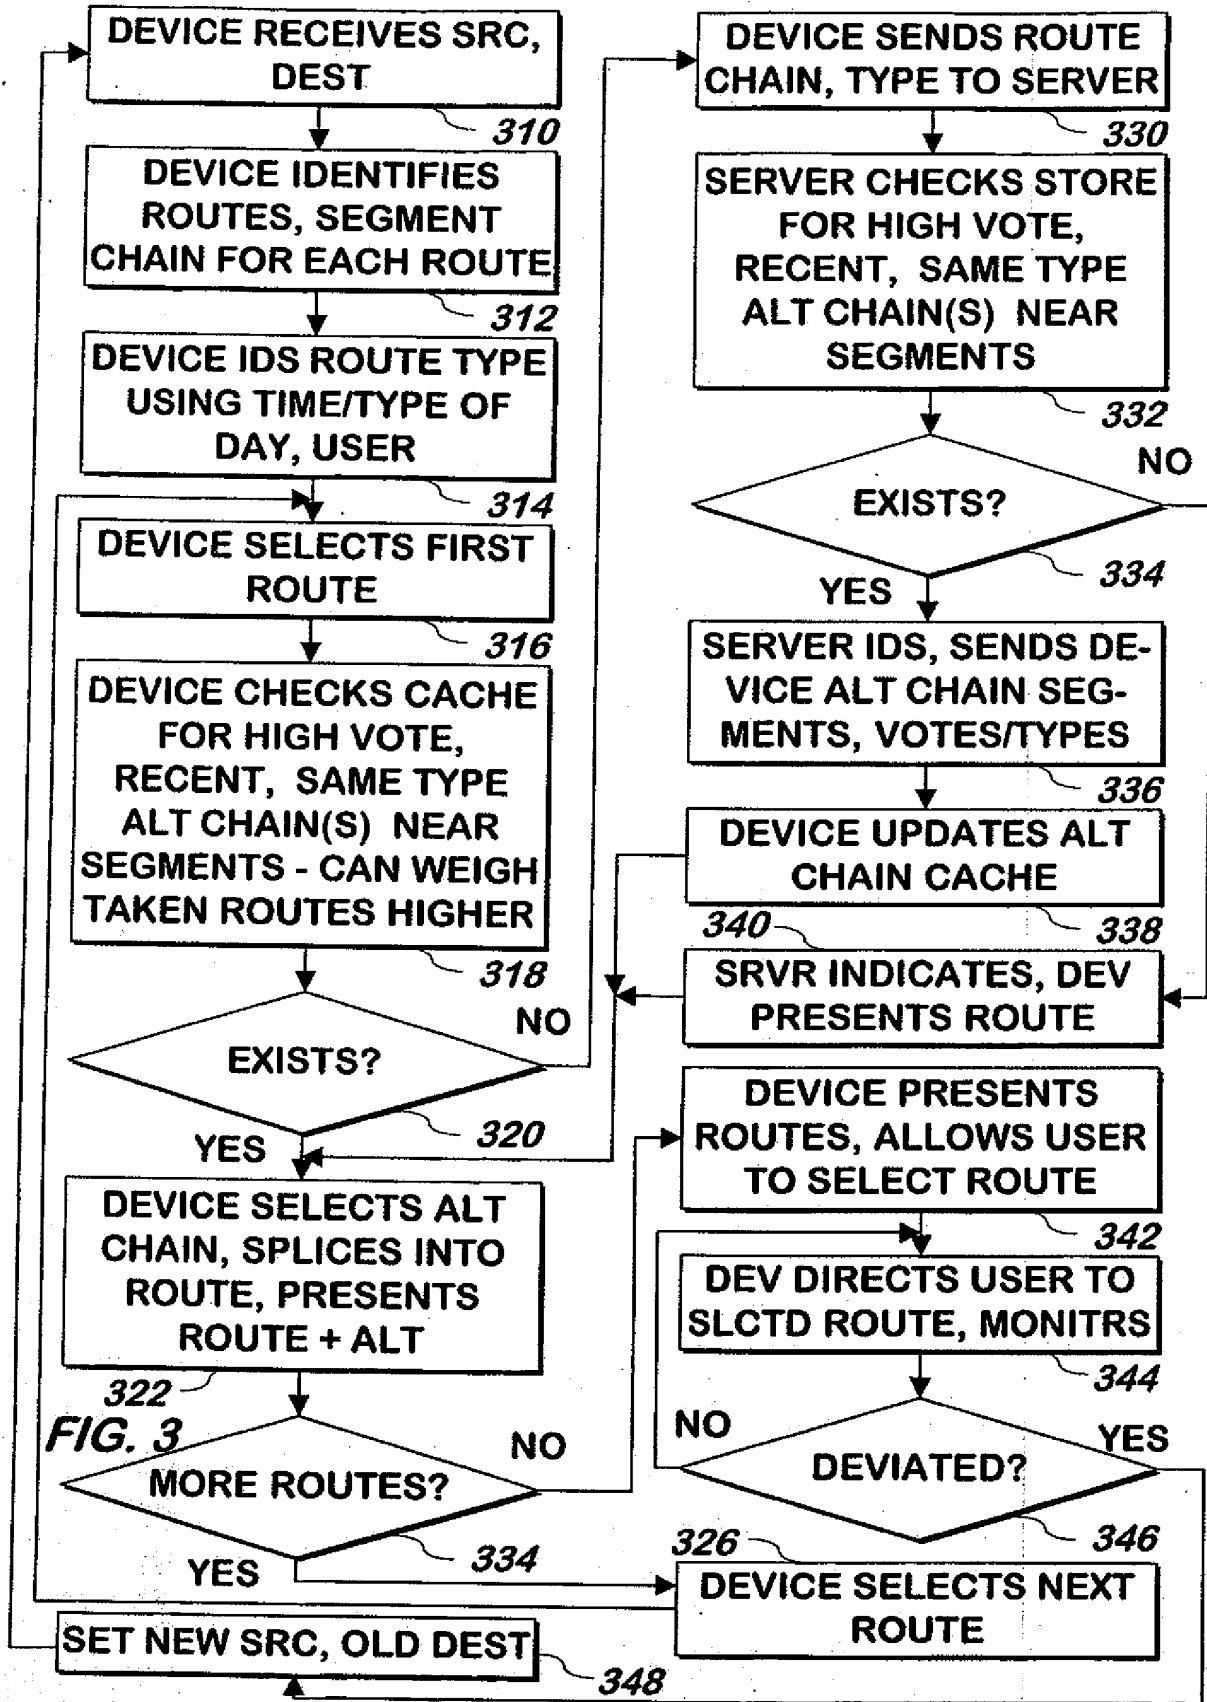 DEVICE RECEIVES SRC,
DEST
310
DEVICE IDENTIFIES
ROUTES, SEGMENT
CHAIN FOR EACH ROUTE
312
DEVICE IDS ROUTE TYPE
USING TIME/TYPE OF
DAY, USER
314
DEVICE SELECTS FIRST
ROUTE
316
DEVICE CHECKS CACHE
FOR HIGH VOTE,
RECENT, SAME TYPE
ALT CHAIN(S) NEAR
SEGMENTS - CAN WEIGH
TAKEN ROUTES HIGHER
318
NO
EXISTS?
320
YES
DEVICE SELECTS ALT
CHAIN, SPLICES INTO
ROUTE, PRESENTS
ROUTE + ALT
322
FIG. 3
NO
MORE ROUTES?
334
YES
SET NEW SRC, OLD DEST
348
DEVICE SENDS ROUTE
CHAIN, TYPE TO SERVER
330
SERVER CHECKS STORE
FOR HIGH VOTE,
RECENT, SAME TYPE
ALT CHAIN(S) NEAR
SEGMENTS
332
NO
EXISTS?
334
YES
SERVER IDS, SENDS DE-
VICE ALT CHAIN SEG-
MENTS, VOTES/TYPES
336
DEVICE UPDATES ALT
CHAIN CACHE
338
340
SRVR INDICATES, DEV
PRESENTS ROUTE
DEVICE PRESENTS
ROUTES, ALLOWS USER
TO SELECT ROUTE
342
DEV DIRECTS USER TO
SLCTD ROUTE, MONITRS
344
NO
YES
DEVIATED?
346
326
DEVICE SELECTS NEXT
ROUTE